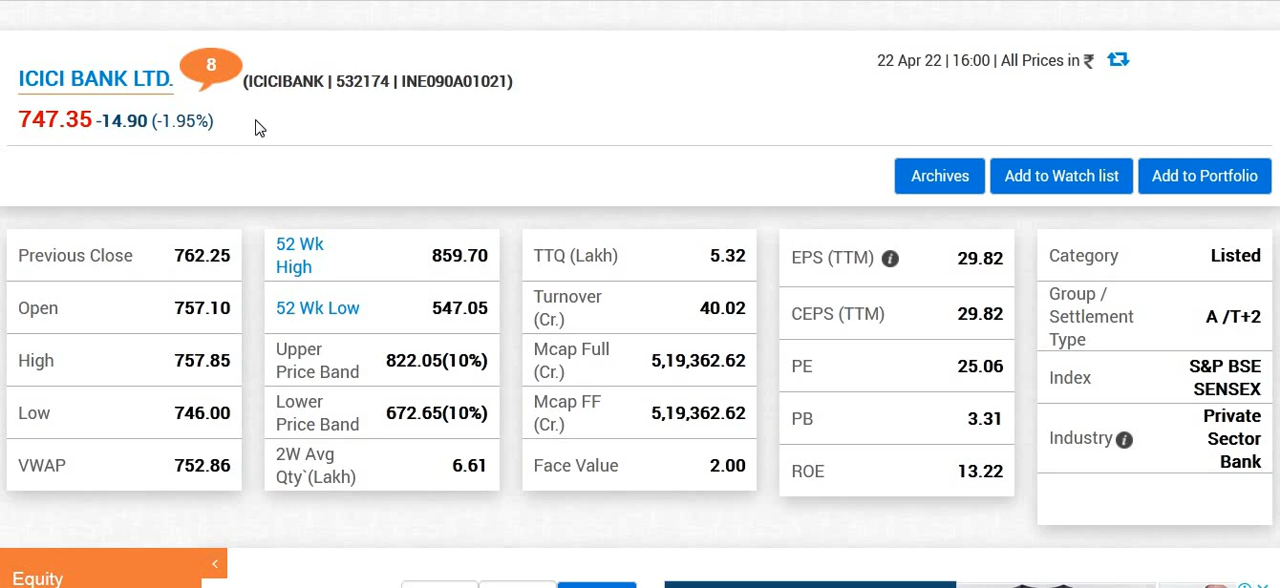 8
ICICI BANK LTD.
(ICICIBANK | 532174 | INE090A01021)
22 Apr 22 | 16:00 | All Prices in ₹
747.35 -14.90 (-1.95%)
Archives
Add to Watch list
Add to Portfolio
Previous Close 762.25
Open 757.10
High 757.85
Low 746.00
VWAP 752.86
52 Wk
High 859.70
52 Wk Low 547.05
Upper
Price Band 822.05(10%)
Lower
Price Band 672.65(10%)
2W Avg
Qty`(Lakh) 6.61
TTQ (Lakh) 5.32
Turnover
(Cr.) 40.02
Mcap Full
(Cr.) 5,19,362.62
Mcap FF
(Cr.) 5,19,362.62
Face Value 2.00
EPS (TTM) 29.82
CEPS (TTM) 29.82
PE 25.06
PB 3.31
ROE 13.22
Category Listed
Group /
Settlement
Type A /T+2
Index S&P BSE
SENSEX
Industry Private
Sector
Bank
Equity